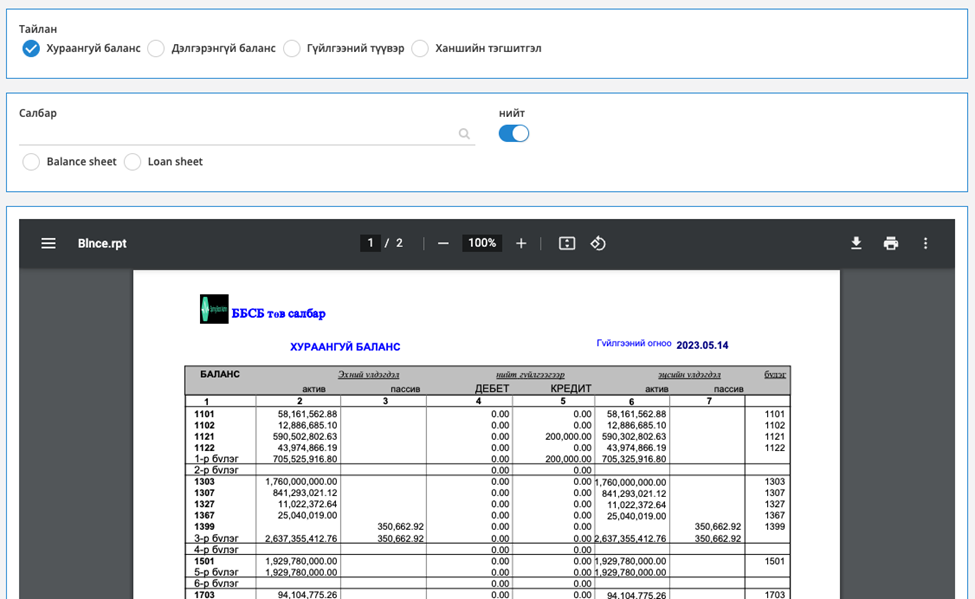 Тайлан
Хураангуй баланс Дэлгэрэнгүй баланс Гүйлгээний түүвэр Ханшийн тэгшитгэл
Салбар нийт
Balance sheet Loan sheet
Blnce.rpt 1 / 2 100%
ББСБ төв салбар
ХУРААНГУЙ БАЛАНС Гүйлгээний огноо 2023.05.14
БАЛАНС Эхний үлдэгдэл нийт гүйлгээгээр эцсийн үлдэгдэл бүлэг
актив пассив ДЕБЕТ КРЕДИТ актив пассив
1 2 3 4 5 6 7
1101 58,161,562.88 0.00 0.00 58,161,562.88 1101
1102 12,886,685.10 0.00 0.00 12,886,685.10 1102
1121 590,502,802.63 0.00 200,000.00 590,302,802.63 1121
1122 43,974,866.19 0.00 0.00 43,974,866.19 1122
1-р бүлэг 705,525,916.80 0.00 200,000.00 705,325,916.80
2-р бүлэг 0.00 0.00
1303 1,760,000,000.00 0.00 0.00 1,760,000,000.00 1303
1307 841,293,021.12 0.00 0.00 841,293,021.12 1307
1327 11,022,372.64 0.00 0.00 11,022,372.64 1327
1367 25,040,019.00 0.00 0.00 25,040,019.00 1367
1399 350,662.92 0.00 0.00 350,662.92 1399
3-р бүлэг 2,637,355,412.76 350,662.92 0.00 0.00 2,637,355,412.76 350,662.92
4-р бүлэг 0.00 0.00
1501 1,929,780,000.00 0.00 0.00 1,929,780,000.00 1501
5-р бүлэг 1,929,780,000.00 0.00 0.00 1,929,780,000.00
6-р бүлэг 0.00 0.00
1703 94,104,775.26 0.00 0.00 94,104,775.26 1703